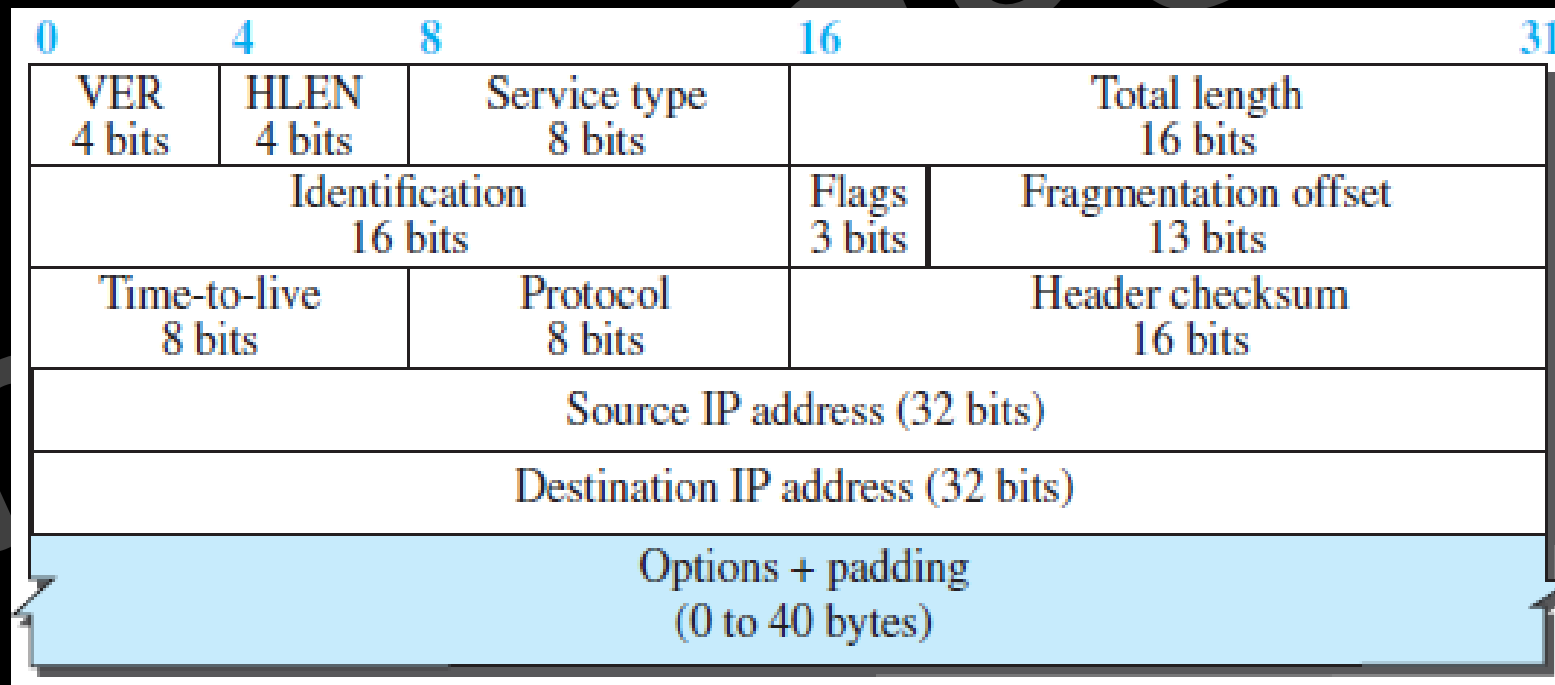 0 4 8 16 31
VER HLEN Service type Total length
4 bits 4 bits 8 bits 16 bits
Identification Flags Fragmentation offset
16 bits 3 bits 13 bits
Time-to-live Protocol Header checksum
8 bits 8 bits 16 bits
Source IP address (32 bits)
Destination IP address (32 bits)
Options + padding
(0 to 40 bytes)